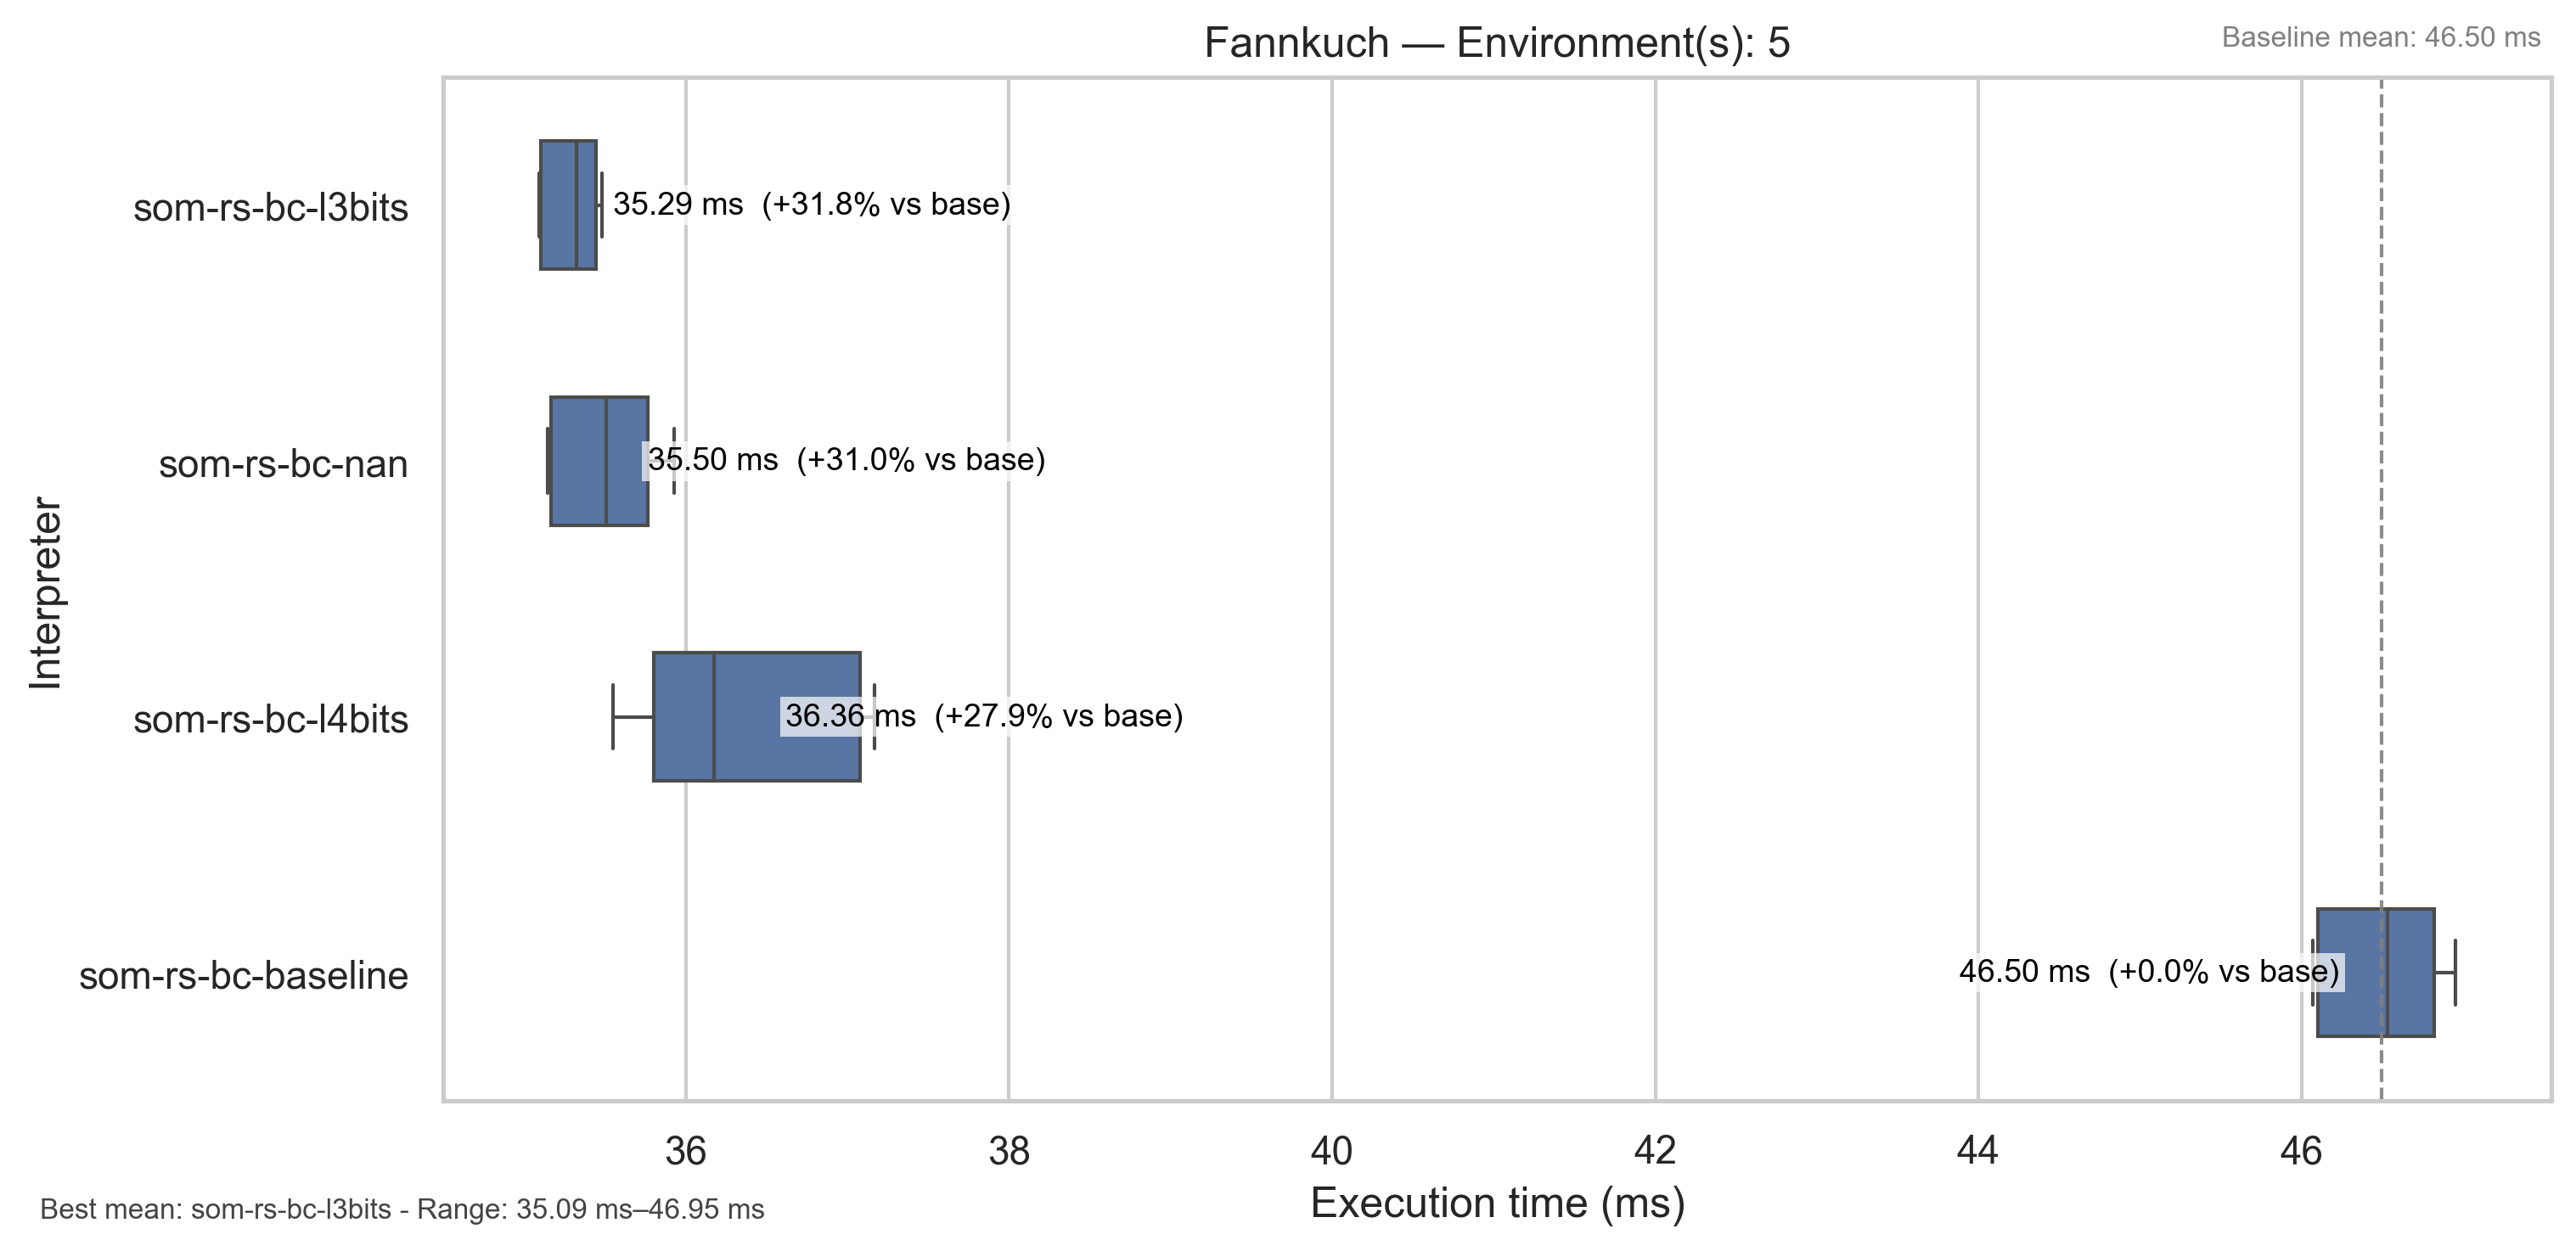 Fannkuch — Environment(s): 5
Baseline mean: 46.50 ms
Interpreter
som-rs-bc-l3bits
35.29 ms  (+31.8% vs base)
som-rs-bc-nan
35.50 ms  (+31.0% vs base)
som-rs-bc-l4bits
36.36 ms  (+27.9% vs base)
som-rs-bc-baseline
46.50 ms  (+0.0% vs base)
36 38 40 42 44 46
Execution time (ms)
Best mean: som-rs-bc-l3bits - Range: 35.09 ms–46.95 ms